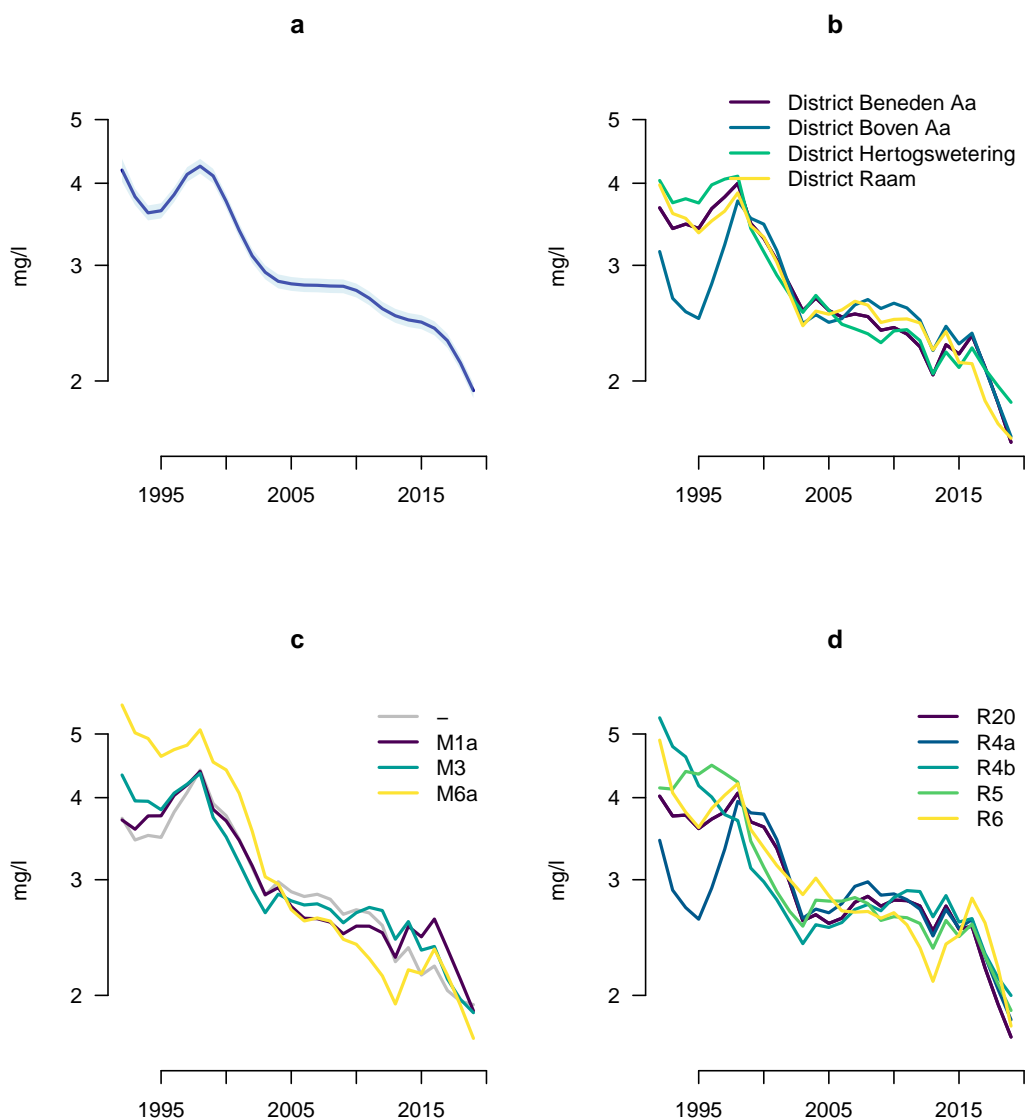 a
5
4
3
2
mg/l
1995
2005
2015
b
District Beneden Aa
District Boven Aa
District Hertogswetering
District Raam
5
4
3
2
mg/l
1995
2005
2015
c
–
M1a
M3
M6a
5
4
3
2
mg/l
1995
2005
2015
d
R20
R4a
R4b
R5
R6
5
4
3
2
mg/l
1995
2005
2015